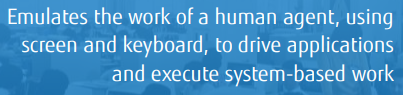 Emulates the work of a human agent, using
screen and keyboard, to drive applications
and execute system-based work